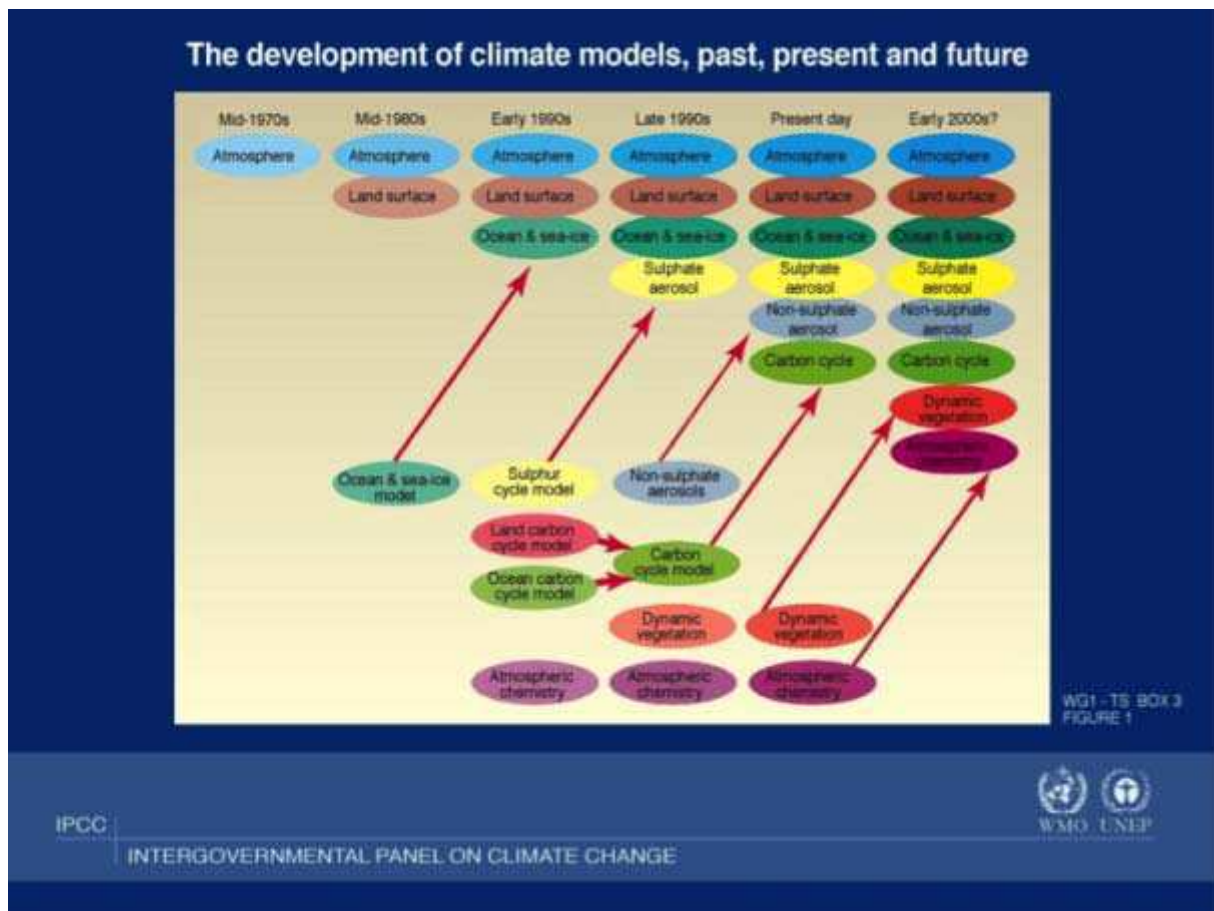 The development of climate models, past, present and future
Mid-1970s Mid-1980s Early 1990s Late 1990s Present day Early 2000s?
Atmosphere Atmosphere Atmosphere Atmosphere Atmosphere Atmosphere
Land surface Land surface Land surface Land surface Land surface
Ocean & sea-ice Ocean & sea-ice Ocean & sea-ice Ocean & sea-ice
Sulphate Sulphate Sulphate
aerosol aerosol aerosol
Non-sulphate Non-sulphate
aerosol aerosol
Carbon cycle Carbon cycle
Dynamic
vegetation
Atmospheric
chemistry
Ocean & sea-ice Sulphur Non-sulphate
model cycle model aerosols
Land carbon
cycle model
Carbon
cycle model
Ocean carbon
cycle model
Dynamic Dynamic
vegetation vegetation
Atmospheric Atmospheric Atmospheric
chemistry chemistry chemistry
WG1 - TS BOX 3
FIGURE 1
IPCC
INTERGOVERNMENTAL PANEL ON CLIMATE CHANGE
WMO UNEP